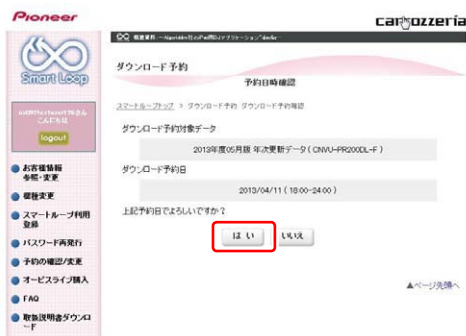 Pioneer
carrozzeria
Smart Loop
ダウンロード予約
予約日時確認
スマートループトップ > ダウンロード予約 ダウンロード予約確認
こんにちは
logout
ダウンロード予約対象データ
2013年度05月版 年次更新データ ( CNVU-PR200DL-F )
ダウンロード予約日
2013/04/11 ( 18:00-24:00 )
上記予約日でよろしいですか?
はい
いいえ
▲ページ先頭へ
お客様情報
参照・変更
機種変更
スマートループ利用
登録
パスワード再発行
予約の確認/変更
オービスライブ購入
FAQ
取扱説明書ダウンロ
ード